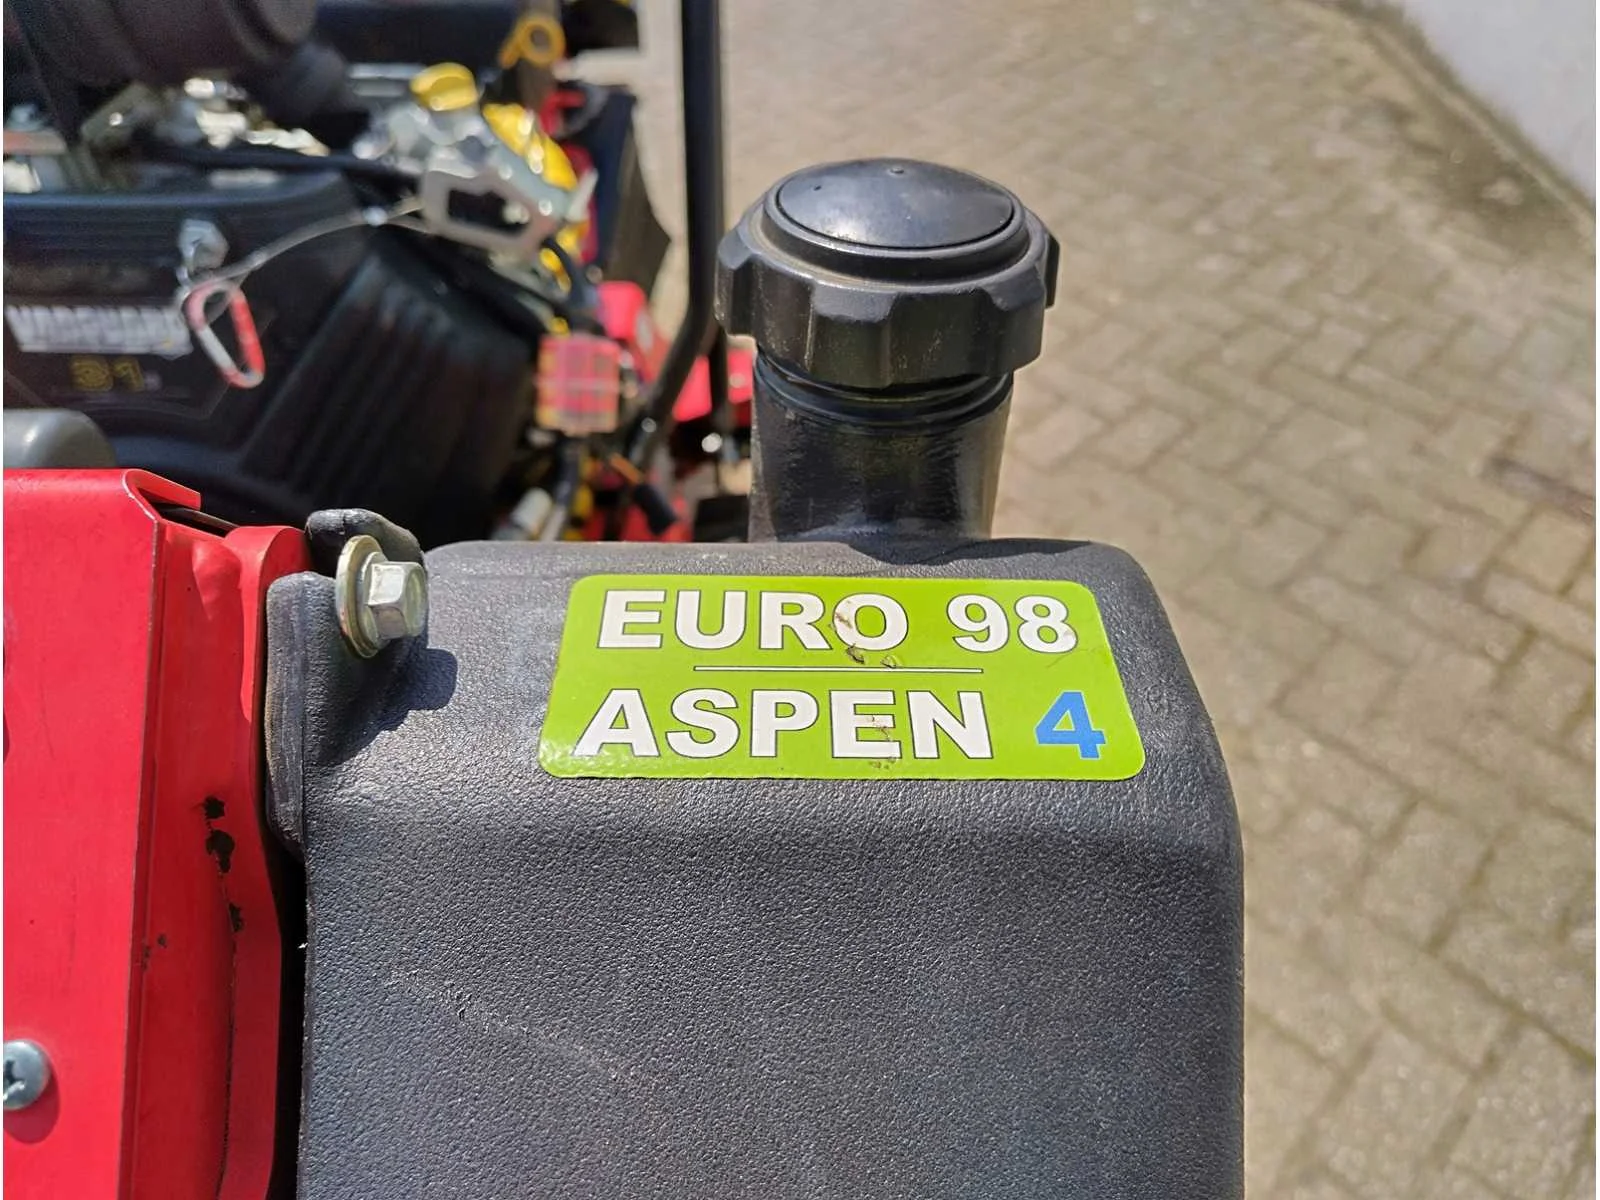 VANGUARD
31
EURO 98
ASPEN 4